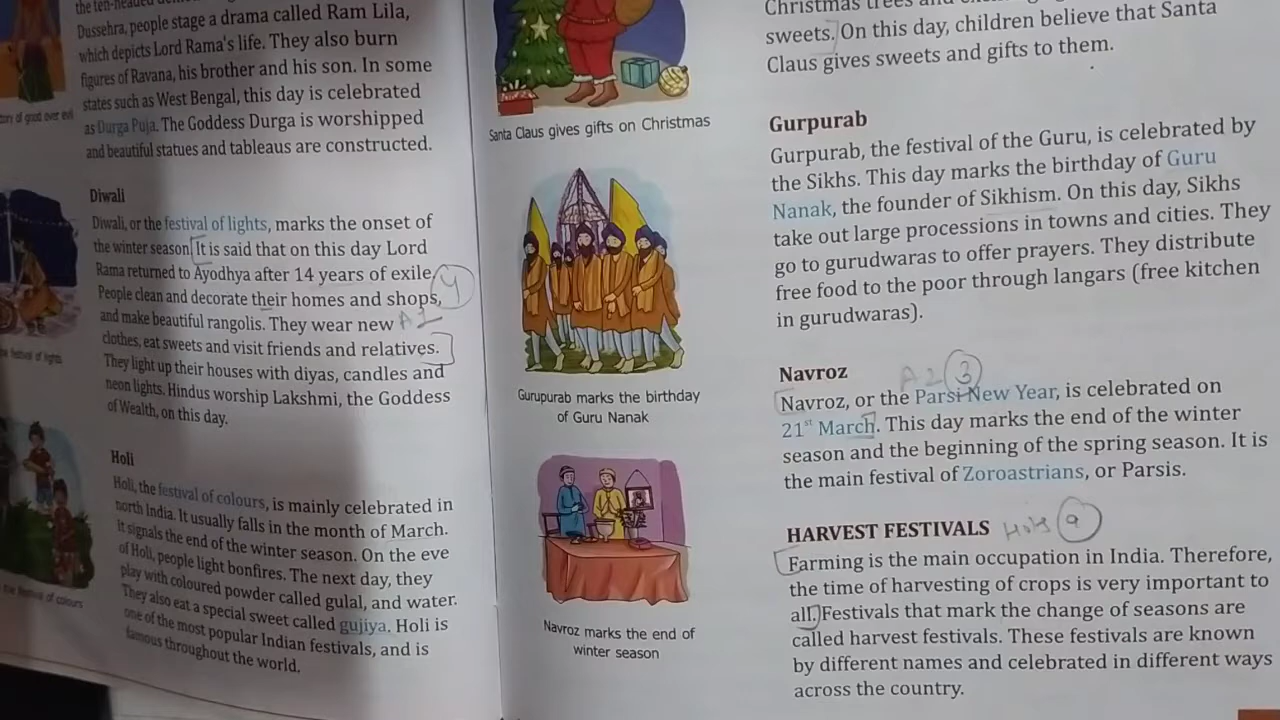 the ten-headed
Dussehra, people stage a drama called Ram Lila,
which depicts Lord Rama's life. They also burn
figures of Ravana, his brother and his son. In some
states such as West Bengal, this day is celebrated
as Durga Puja. The Goddess Durga is worshipped
and beautiful statues and tableaus are constructed.
of good over evil
Diwali
Diwali, or the festival of lights, marks the onset of
the winter season. It is said that on this day Lord
Rama returned to Ayodhya after 14 years of exile.
People clean and decorate their homes and shops,
and make beautiful rangolis. They wear new
clothes, eat sweets and visit friends and relatives.
They light up their houses with diyas, candles and
neon lights. Hindus worship Lakshmi, the Goddess
of Wealth, on this day.
festival of lights
Holi
Holi, the festival of colours, is mainly celebrated in
north India. It usually falls in the month of March.
It signals the end of the winter season. On the eve
of Holi, people light bonfires. The next day, they
play with coloured powder called gulal, and water.
They also eat a special sweet called gujiya. Holi is
one of the most popular Indian festivals, and is
famous throughout the world.
the festival of colours
Santa Claus gives gifts on Christmas
Gurupurab marks the birthday
of Guru Nanak
Navroz marks the end of
winter season
Christmas trees and
sweets. On this day, children believe that Santa
Claus gives sweets and gifts to them.
Gurpurab
Gurpurab, the festival of the Guru, is celebrated by
the Sikhs. This day marks the birthday of Guru
Nanak, the founder of Sikhism. On this day, Sikhs
take out large processions in towns and cities. They
go to gurudwaras to offer prayers. They distribute
free food to the poor through langars (free kitchen
in gurudwaras).
Navroz A2 3
Navroz, or the Parsi New Year, is celebrated on
21st March. This day marks the end of the winter
season and the beginning of the spring season. It is
the main festival of Zoroastrians, or Parsis.
HARVEST FESTIVALS
Farming is the main occupation in India. Therefore,
the time of harvesting of crops is very important to
all. Festivals that mark the change of seasons are
called harvest festivals. These festivals are known
by different names and celebrated in different ways
across the country.